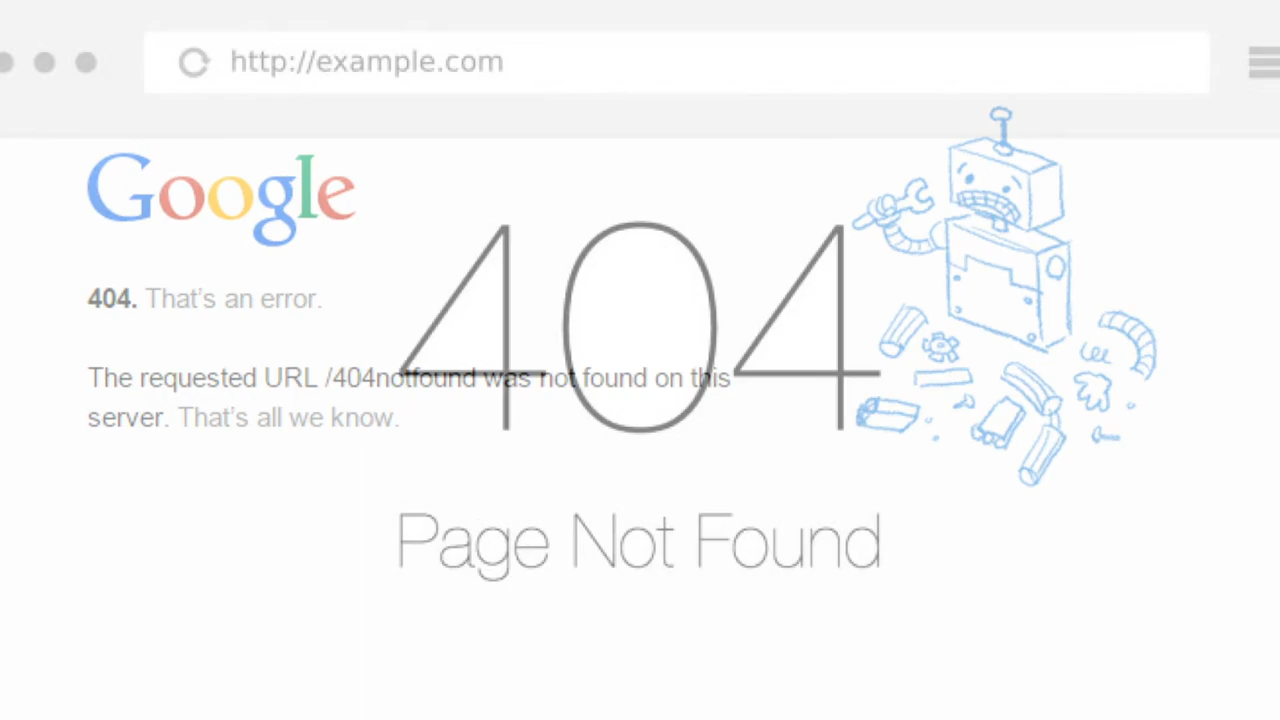 http://example.com
Google
404. That's an error.
404
The requested URL /404notfound was not found on this
server. That's all we know.
Page Not Found